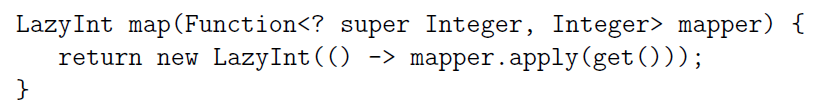 LazyInt map(Function<? super Integer, Integer> mapper) {
   return new LazyInt(() -> mapper.apply(get()));
}